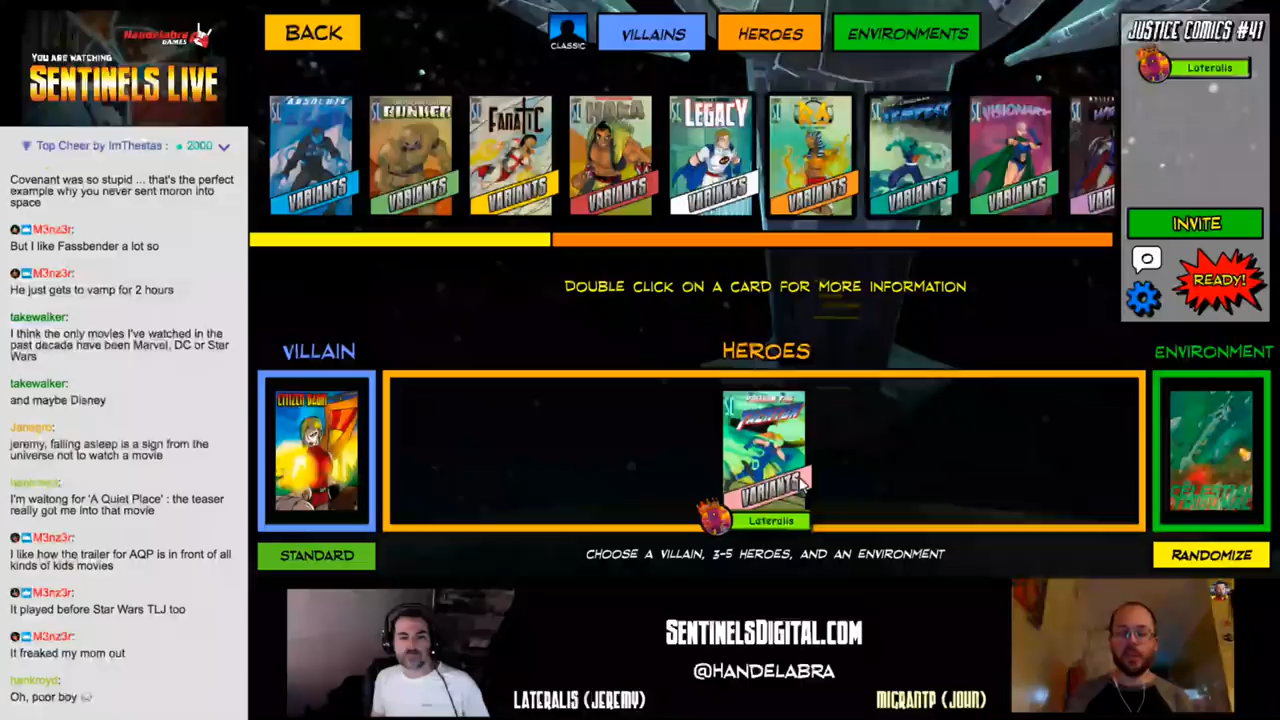 Handelabra
GAMES
YOU ARE WATCHING
SENTINELS LIVE
Top Cheer by ImThestas : 2000
Covenant was so stupid ... that's the perfect
example why you never sent moron into
space
M3nz3r:
But I like Fassbender a lot so
M3nz3r:
He just gets to vamp for 2 hours
takewalker:
I think the only movies I've watched in the
past decade have been Marvel, DC or Star
Wars
takewalker:
and maybe Disney
jeremy, falling asleep is a sign from the
universe not to watch a movie
I'm waitong for 'A Quiet Place' : the teaser
really got me into that movie
M3nz3r:
I like how the trailer for AQP is in front of all
kinds of kids movies
M3nz3r:
It played before Star Wars TLJ too
M3nz3r:
It freaked my mom out
hankroyd:
Oh, poor boy
BACK
CLASSIC
VILLAINS
HEROES
ENVIRONMENTS
ABSOLUTE
VARIANTS
BUNKER
VARIANTS
FANATIC
VARIANTS
HAKA
VARIANTS
LEGACY
VARIANTS
RA
VARIANTS
TEMPEST
VARIANTS
VISIONARY
VARIANTS
DOUBLE CLICK ON A CARD FOR MORE INFORMATION
VILLAIN
HEROES
ENVIRONMENT
CITIZEN DAWN
VARIANTS
Lateralis
CELESTIAL
TRIBUNAL
STANDARD
CHOOSE A VILLAIN, 3-5 HEROES, AND AN ENVIRONMENT
RANDOMIZE
JUSTICE COMICS #41
Lateralis
INVITE
READY!
SENTINELSDIGITAL.COM
@HANDELABRA
LATERALIS (JEREMY)
MIGRANTP (JOHN)